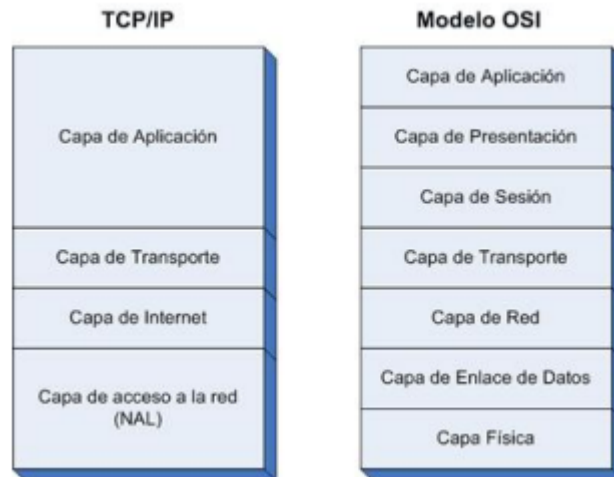 TCP/IP
Capa de Aplicación
Capa de Transporte
Capa de Internet
Capa de acceso a la red
(NAL)
Modelo OSI
Capa de Aplicación
Capa de Presentación
Capa de Sesión
Capa de Transporte
Capa de Red
Capa de Enlace de Datos
Capa Física